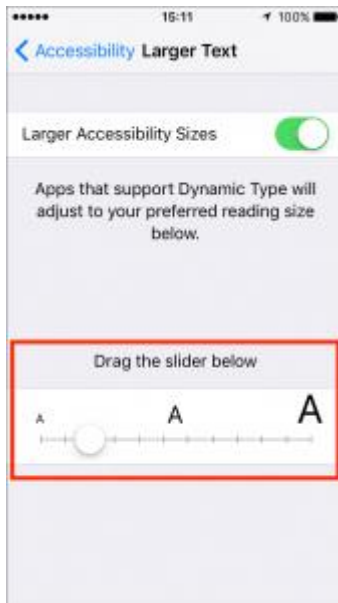 15:11 100%
Accessibility Larger Text
Larger Accessibility Sizes
Apps that support Dynamic Type will
adjust to your preferred reading size
below.
Drag the slider below
A A A